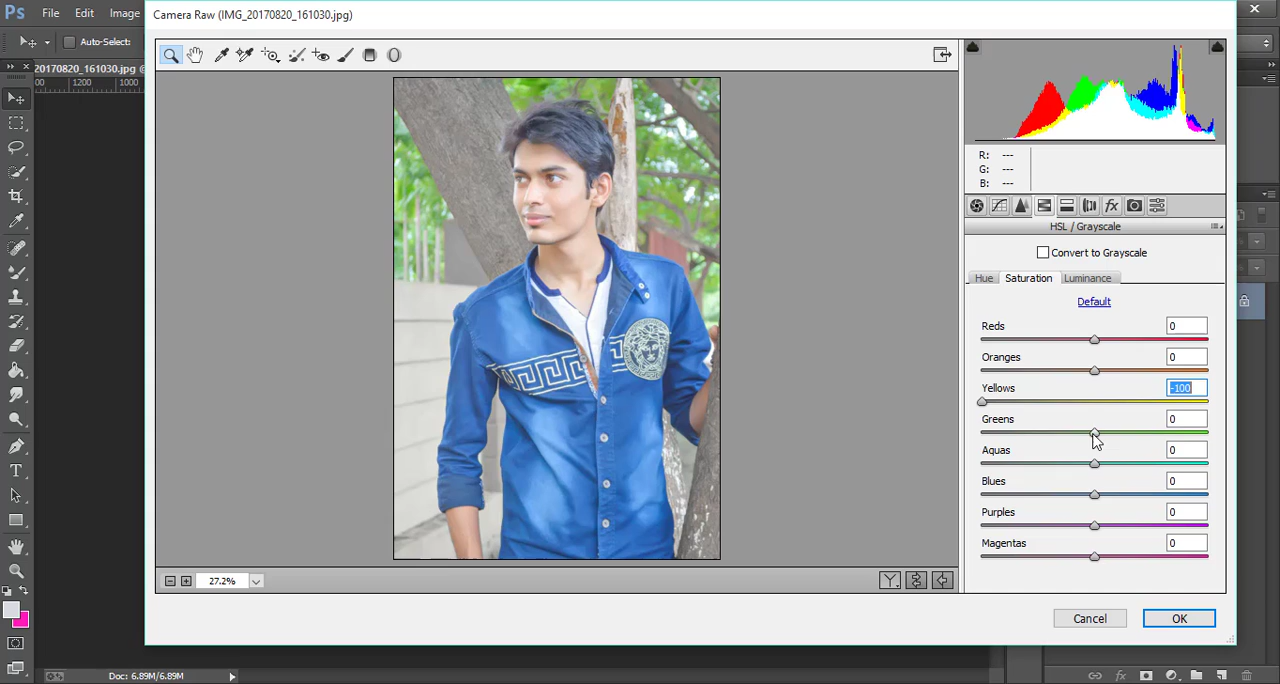 Ps File Edit Image
Camera Raw (IMG_20170820_161030.jpg)
Auto-Select:
20170820_161030.jpg @
00 1200 1000
R: ---
G: ---
B: ---
HSL / Grayscale
Convert to Grayscale
Hue Saturation Luminance
Default
Reds 0
Oranges 0
Yellows -100
Greens 0
Aquas 0
Blues 0
Purples 0
Magentas 0
27.2%
Cancel OK
Doc: 6.89M/6.89M